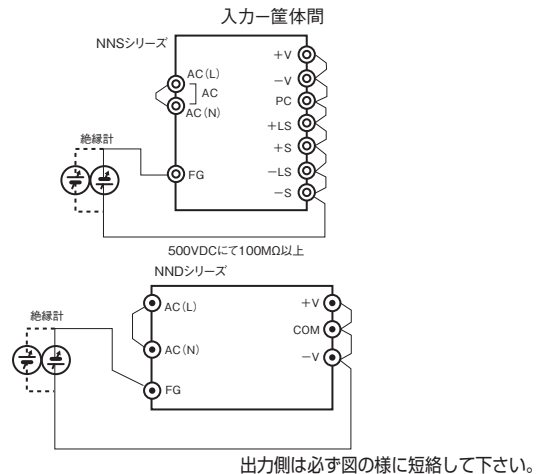 入力ー筐体間
NNSシリーズ
AC(L)
AC
AC(N)
FG
+V
−V
PC
+LS
+S
−LS
−S
絶縁計
500VDCにて100MΩ以上
NNDシリーズ
AC(L)
AC(N)
FG
+V
COM
−V
絶縁計
出力側は必ず図の様に短絡して下さい。